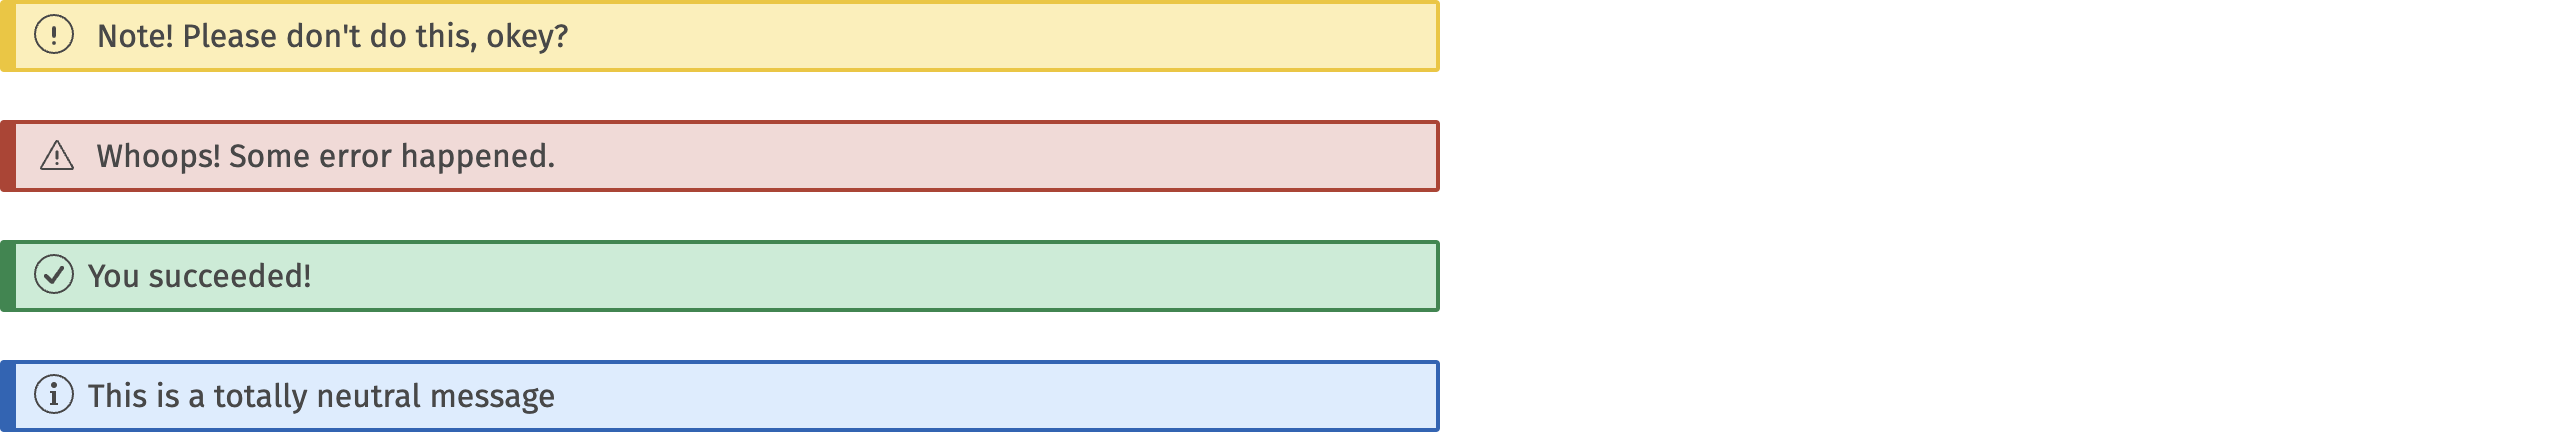 Note! Please don't do this, okey?
Whoops! Some error happened.
You succeeded!
This is a totally neutral message